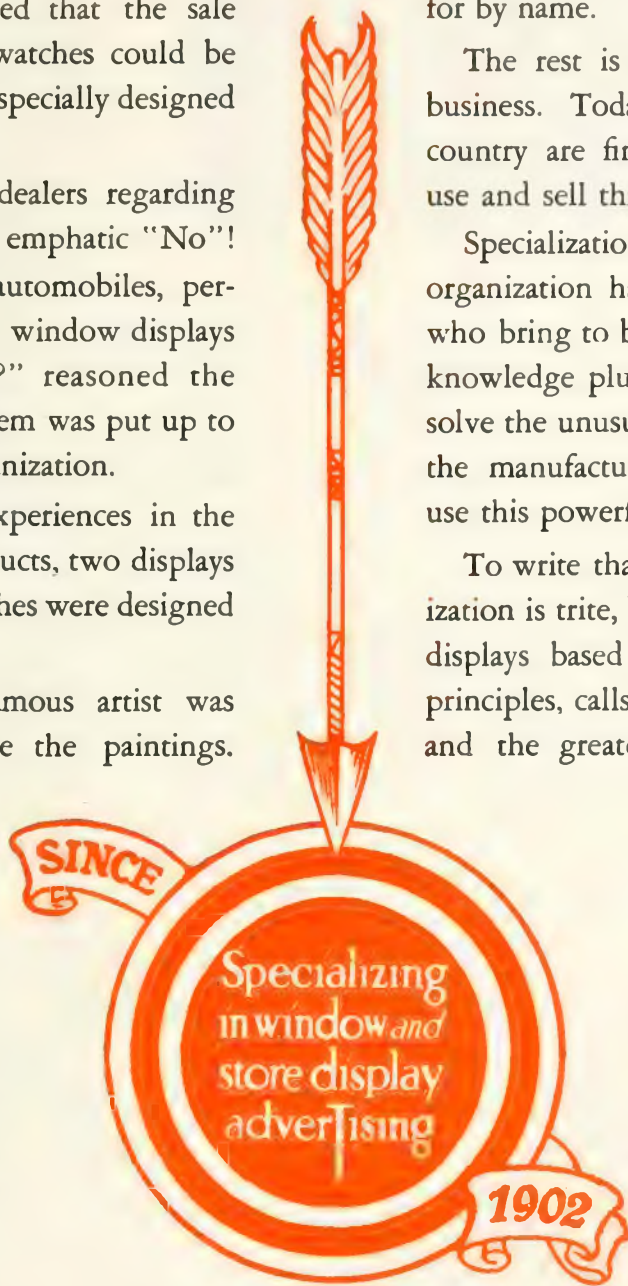 ed that the sale
watches could be
specially designed
dealers regarding
emphatic "No"!
automobiles, per-
window displays
?" reasoned the
em was put up to
nization.
xperiences in the
ucts, two displays
hes were designed
mous artist was
e the paintings.
for by name.
The rest is
business. Toda
country are fir
use and sell th
Specializatio
organization ha
who bring to b
knowledge plu
solve the unusu
the manufactu
use this powerf
To write tha
ization is trite,
displays based
principles, calls
and the greate
SINCE
Specializing
in window and
store display
adverTising
1902